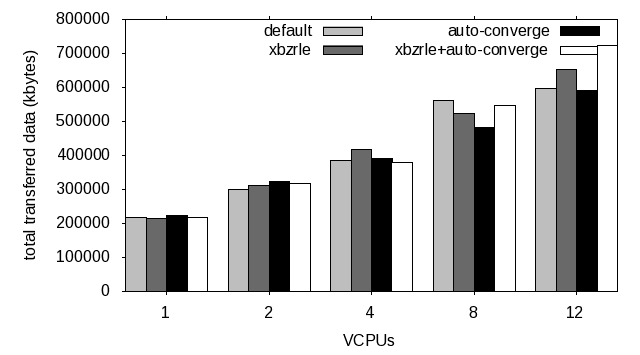 800000
700000
600000
500000
400000
300000
200000
100000
0
total transferred data (kbytes)
default
xbzrle
auto-converge
xbzrle+auto-converge
1 2 4 8 12
VCPUs